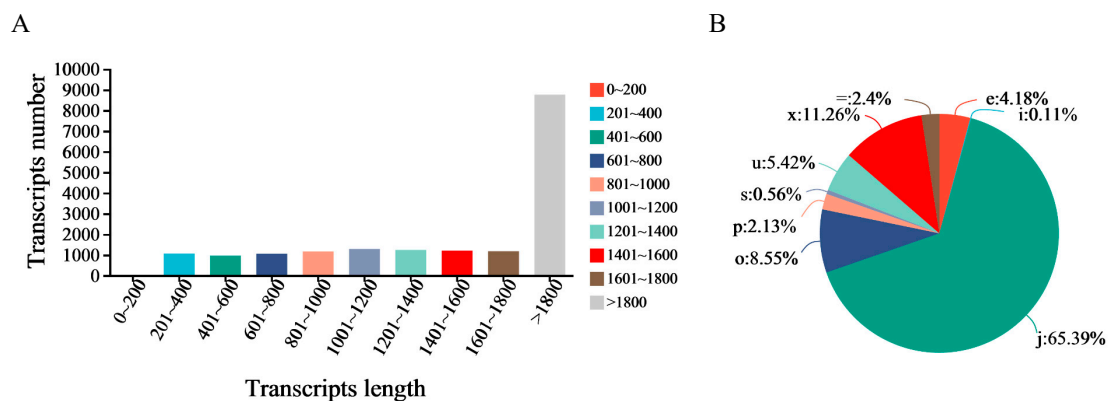 A
Transcripts number
10000
9000
8000
7000
6000
5000
4000
3000
2000
1000
0
0~200
201~400
401~600
601~800
801~1000
1001~1200
1201~1400
1401~1600
1601~1800
>1800
Transcripts length
0~200
201~400
401~600
601~800
801~1000
1001~1200
1201~1400
1401~1600
1601~1800
>1800
B
=:2.4%
e:4.18%
i:0.11%
x:11.26%
u:5.42%
s:0.56%
p:2.13%
o:8.55%
j:65.39%